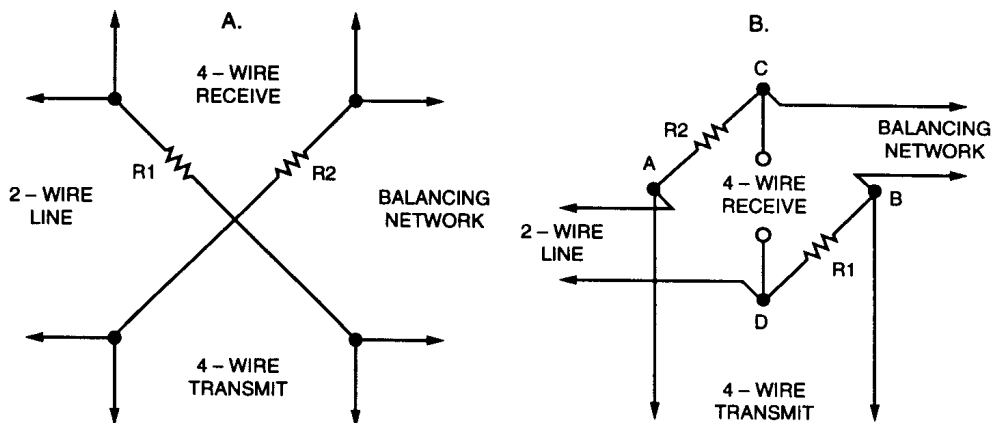 A.
4 – WIRE
RECEIVE
R1
R2
2 – WIRE
LINE
BALANCING
NETWORK
4 – WIRE
TRANSMIT
B.
C
R2
BALANCING
NETWORK
A
4 – WIRE
RECEIVE
B
2 – WIRE
LINE
R1
D
4 – WIRE
TRANSMIT